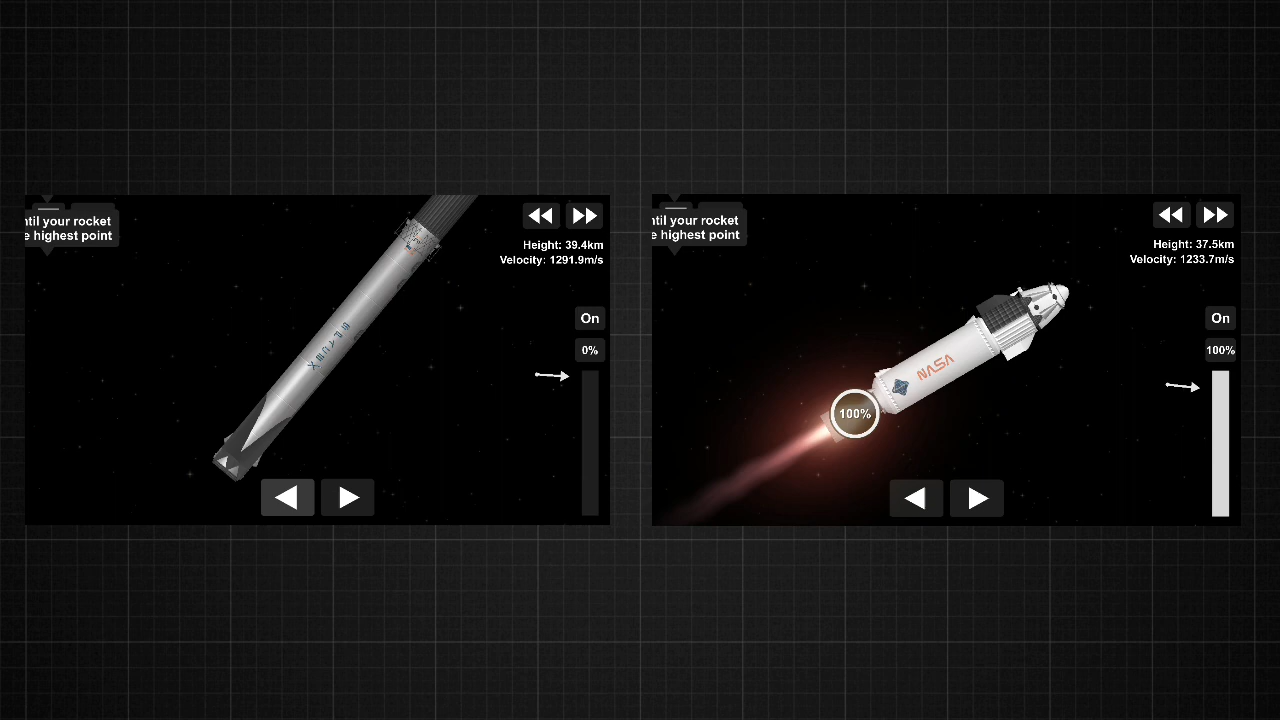 ntil your rocket
e highest point
Height: 39.4km
Velocity: 1291.9m/s
On
0%
SPACEX
ntil your rocket
e highest point
Height: 37.5km
Velocity: 1233.7m/s
On
100%
NASA
100%